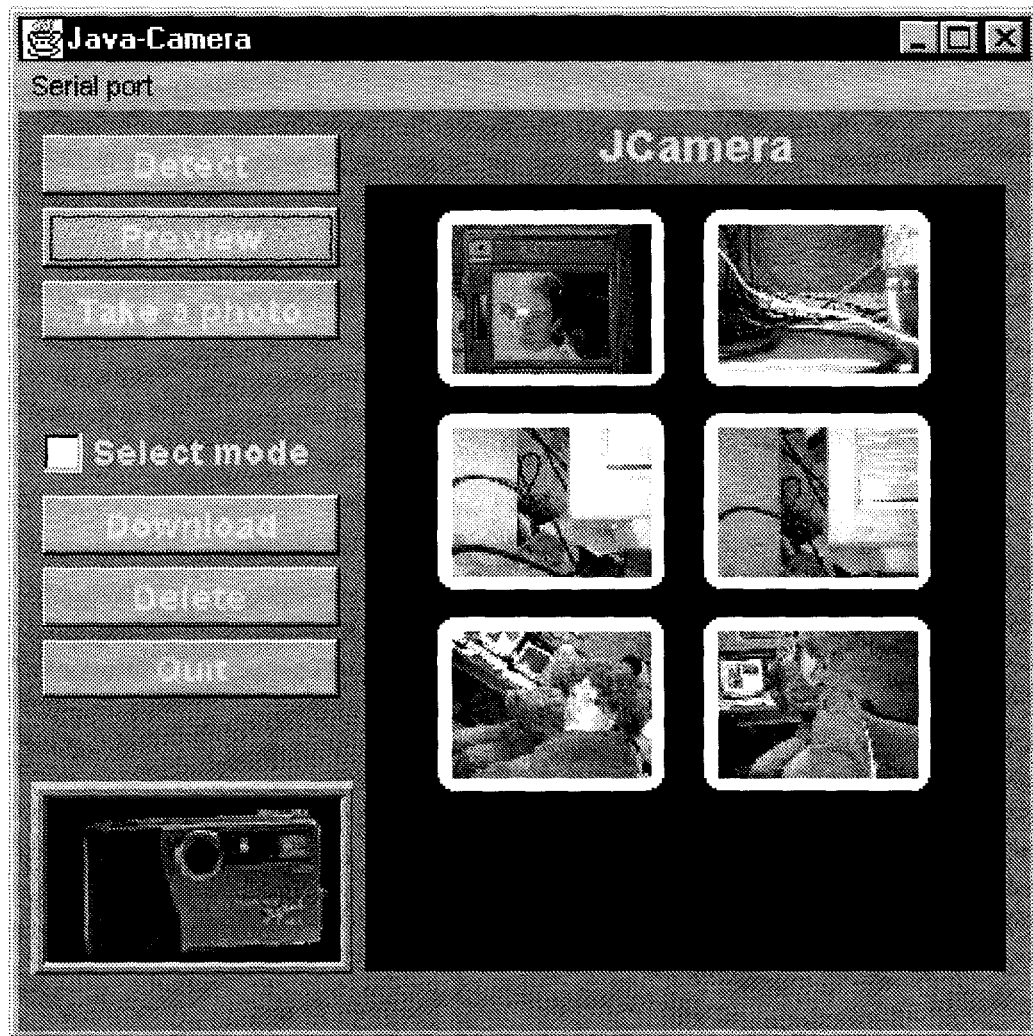 Java-Camera
Serial port
JCamera
Detect
Preview
Take a photo
Select mode
Download
Delete
Quit